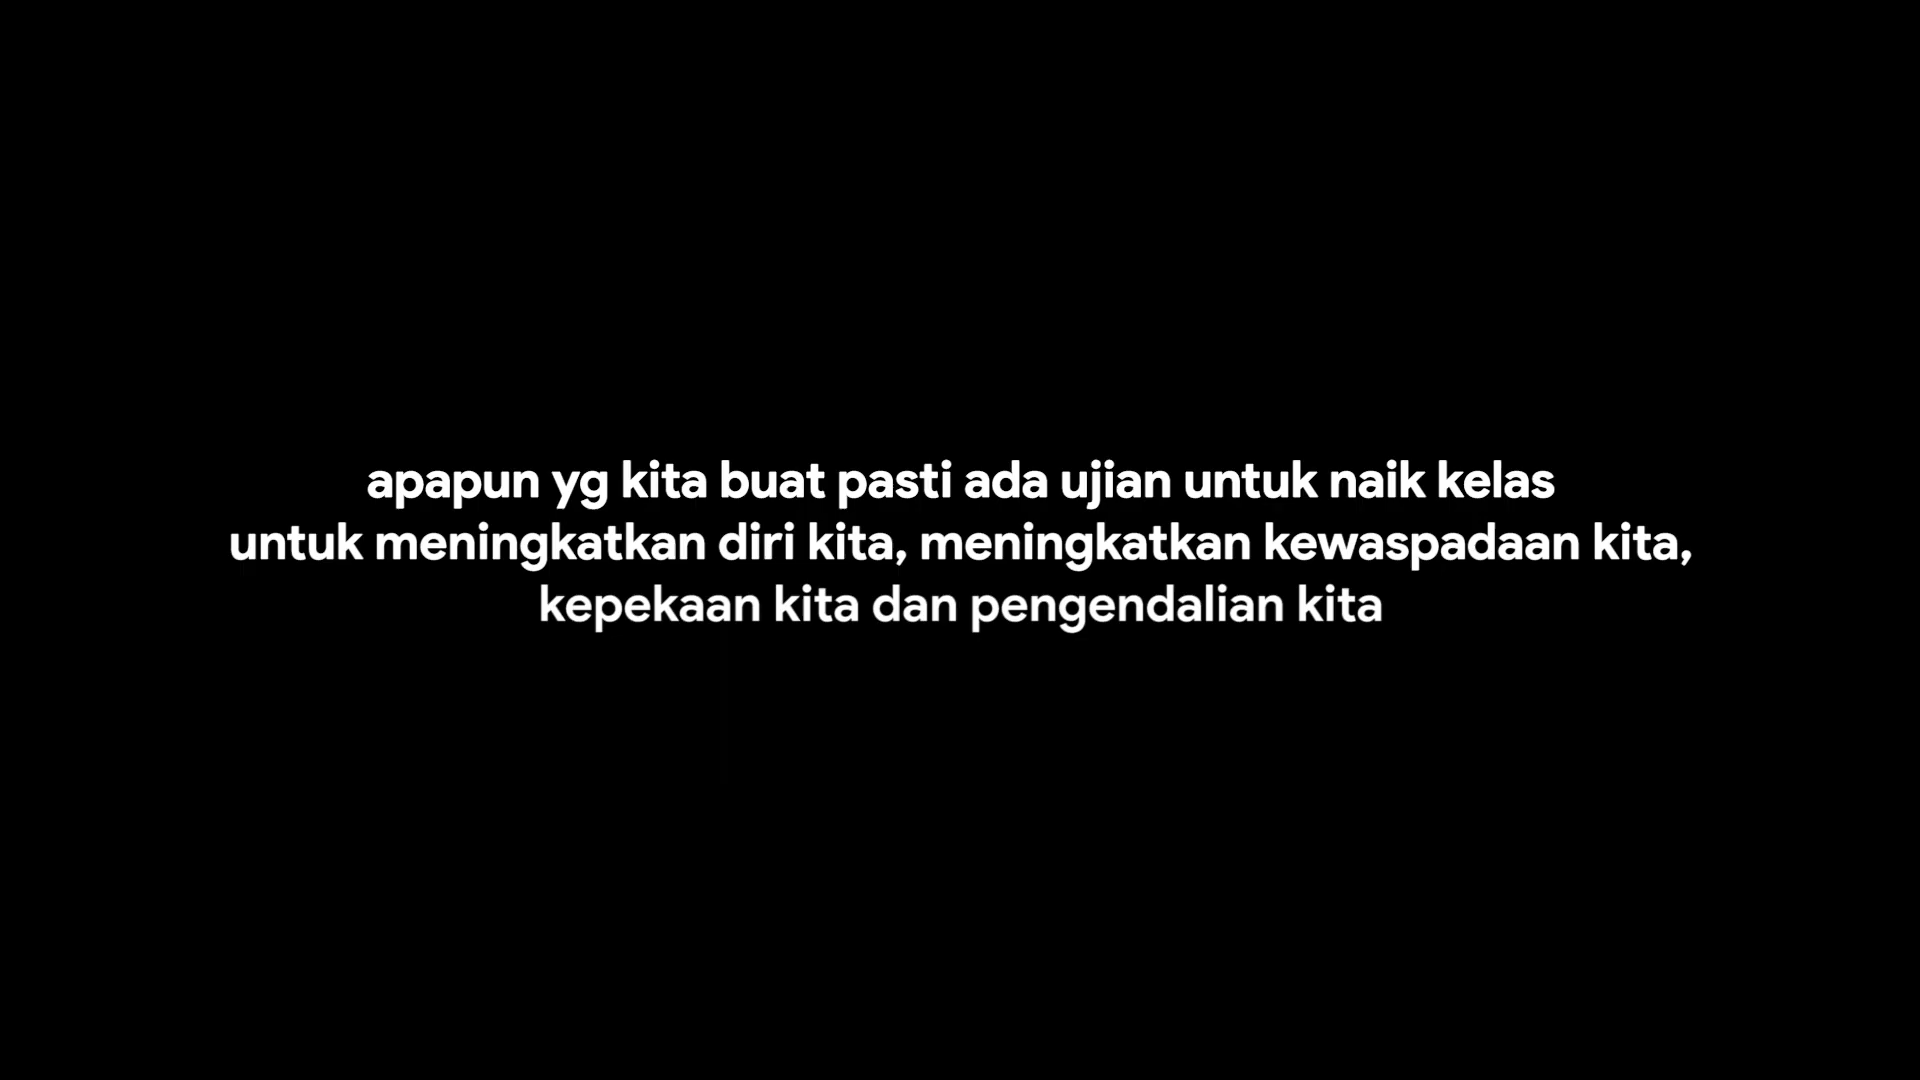 apapun yg kita buat pasti ada ujian untuk naik kelas
untuk meningkatkan diri kita, meningkatkan kewaspadaan kita,
kepekaan kita dan pengendalian kita